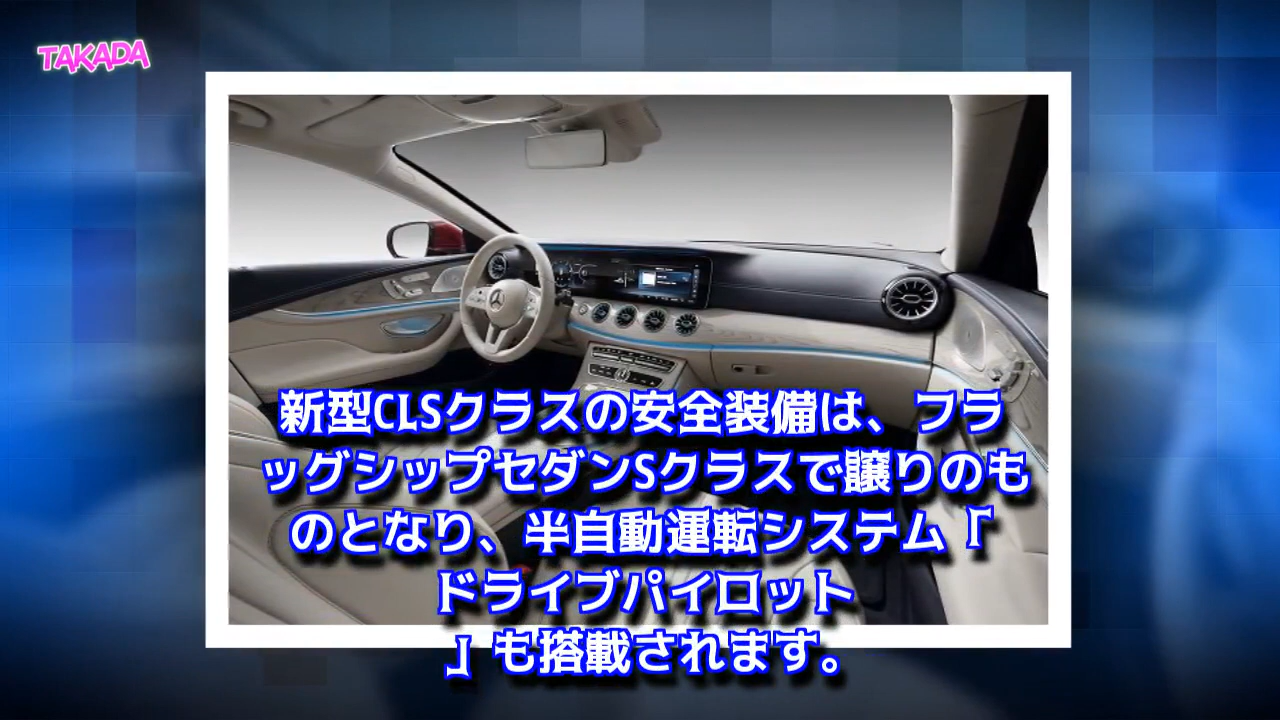 TAKADA
新型CLSクラスの安全装備は、フラ
ッグシップセダンSクラスで譲りのも
のとなり、半自動運転システム「
ドライブパイロット
」も搭載されます。